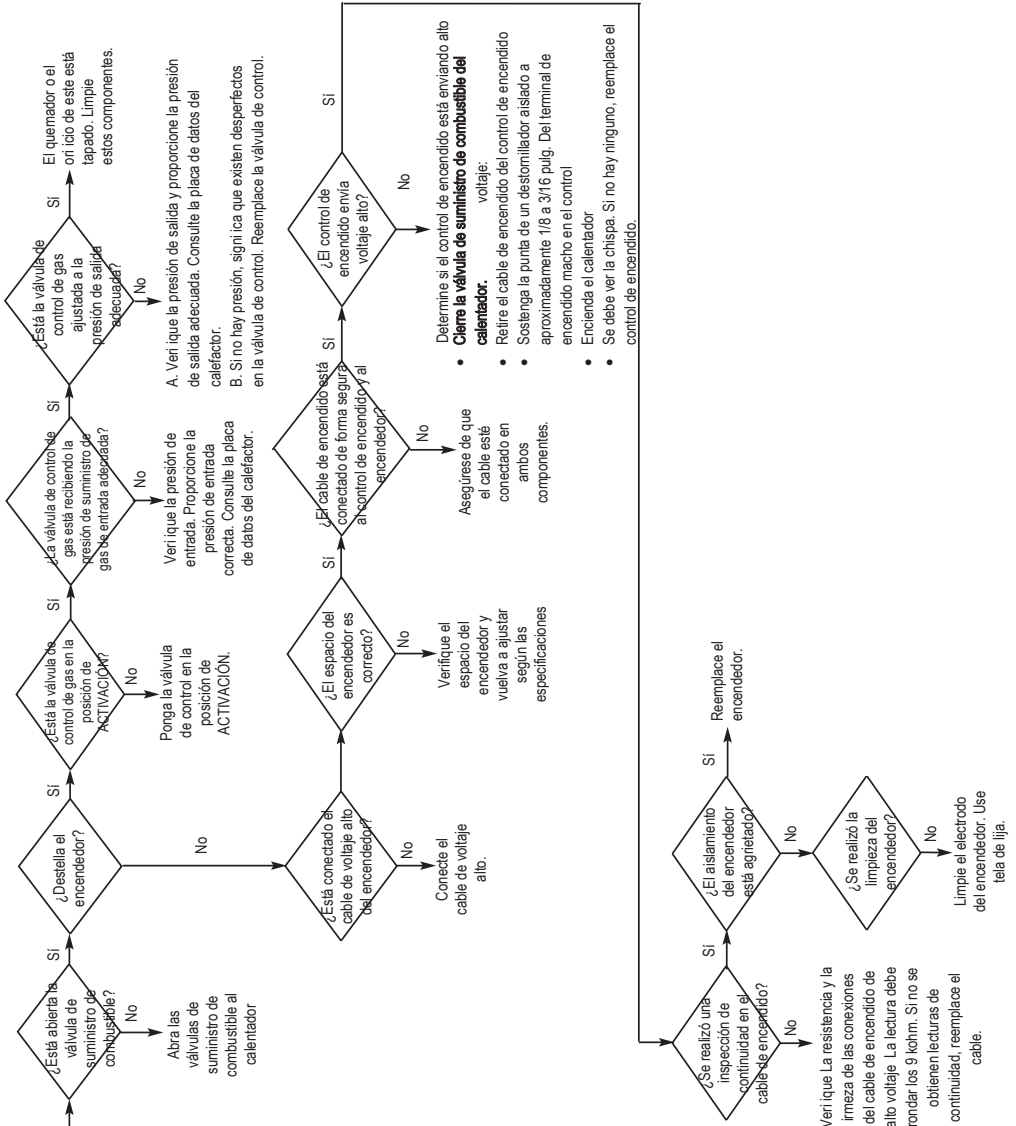 ¿Está abierta la
válvula de
suministro de
combustible?
Sí
No
Abra las
válvulas de
suministro de
combustible al
calentador
¿Destella el
encendedor?
Sí
No
¿Está la válvula de
control de gas en la
posición de
ACTIVACIÓN?
Sí
No
Ponga la válvula
de control en la
posición de
ACTIVACIÓN.
¿La válvula de control de
gas está recibiendo la
presión de suministro de
gas de entrada adecuada?
Sí
No
Veri ique la presión de
entrada. Proporcione la
presión de entrada
correcta. Consulte la placa
de datos del calefactor.
¿Está la válvula de
control de gas
ajustada a la
presión de salida
adecuada?
Sí
El quemador o el
ori icio de este está
tapado. Limpie
estos componentes.
No
A. Veri ique la presión de salida y proporcione la presión
de salida adecuada. Consulte la placa de datos del
calefactor.
B. Si no hay presión, signi ica que existen desperfectos
en la válvula de control. Reemplace la válvula de control.
¿Está conectado el
cable de voltaje alto
del encendedor?
No
Conecte el
cable de voltaje
alto.
¿El espacio del
encendedor es
correcto?
Sí
No
Verifique el
espacio del
encendedor y
vuelva a ajustar
según las
especificaciones
¿El cable de encendido está
conectado de forma segura
al control de encendido y al
encendedor?
Sí
No
Asegúrese de que
el cable esté
conectado en
ambos
componentes.
¿El control de
encendido envía
voltaje alto?
Sí
No
Determine si el control de encendido está enviando alto
voltaje:
• Cierre la válvula de suministro de combustible del
calentador.
• Retire el cable de encendido del control de encendido
• Sostenga la punta de un destornillador aislado a
aproximadamente 1/8 a 3/16 pulg. Del terminal de
encendido macho en el control
• Encienda el calentador
• Se debe ver la chispa. Si no hay ninguno, reemplace el
control de encendido.
¿Se realizó una
inspección de
continuidad en el
cable de encendido?
Sí
No
Veri ique La resistencia y la
irmeza de las conexiones
del cable de encendido de
alto voltaje La lectura debe
rondar los 9 kohm. Si no se
obtienen lecturas de
continuidad, reemplace el
cable.
¿El aislamiento
del encendedor
está agrietado?
Sí
Reemplace el
encendedor.
No
¿Se realizó la
limpieza del
encendedor?
No
Limpie el electrodo
del encendedor. Use
tela de lija.